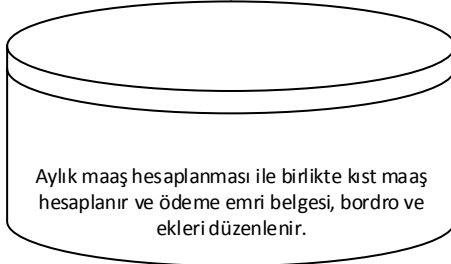 Aylık maaş hesaplanması ile birlikte kıst maaş
hesaplanır ve ödeme emri belgesi, bordro ve
ekleri düzenlenir.